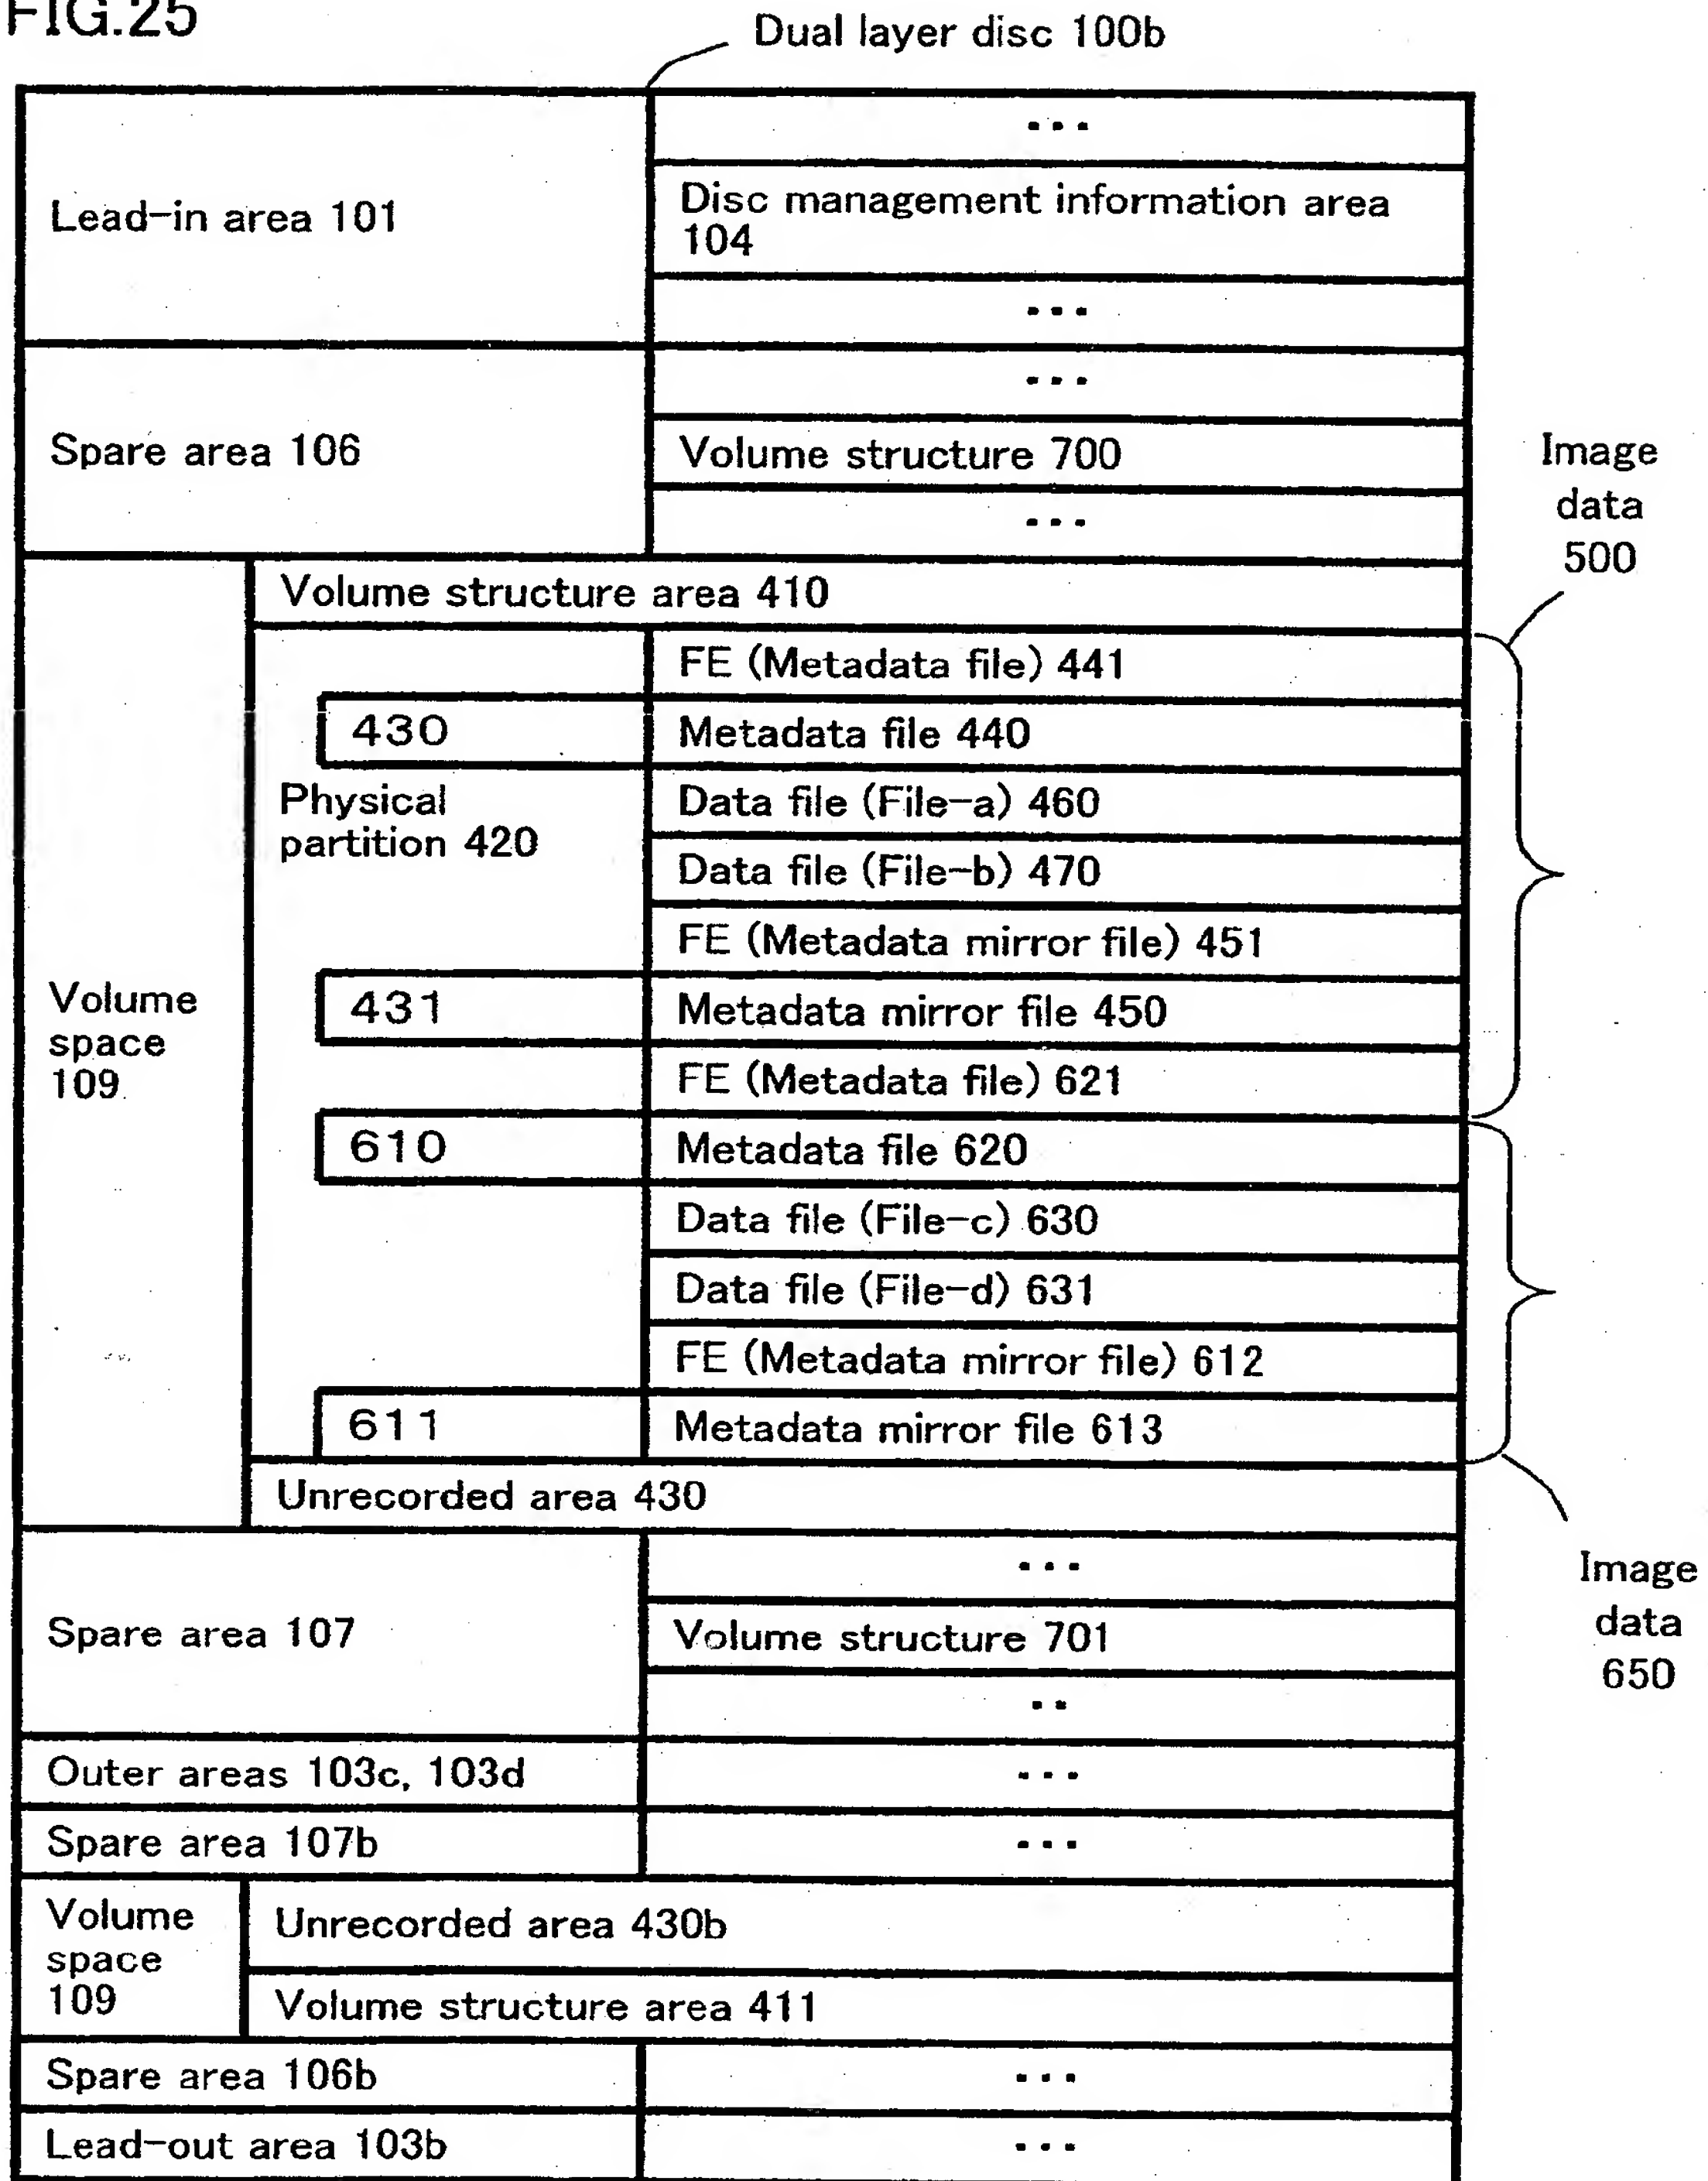 FIG.25
Dual layer disc 100b
...
Lead-in area 101
Disc management information area
104
...
...
Spare area 106
Volume structure 700
...
Image
data
500
Volume structure area 410
FE (Metadata file) 441
430
Metadata file 440
Physical
partition 420
Data file (File-a) 460
Data file (File-b) 470
FE (Metadata mirror file) 451
Volume
space
109
431
Metadata mirror file 450
FE (Metadata file) 621
610
Metadata file 620
Data file (File-c) 630
Data file (File-d) 631
FE (Metadata mirror file) 612
611
Metadata mirror file 613
Unrecorded area 430
...
Spare area 107
Volume structure 701
..
Image
data
650
Outer areas 103c, 103d
...
Spare area 107b
...
Volume
space
109
Unrecorded area 430b
Volume structure area 411
Spare area 106b
...
Lead-out area 103b
...